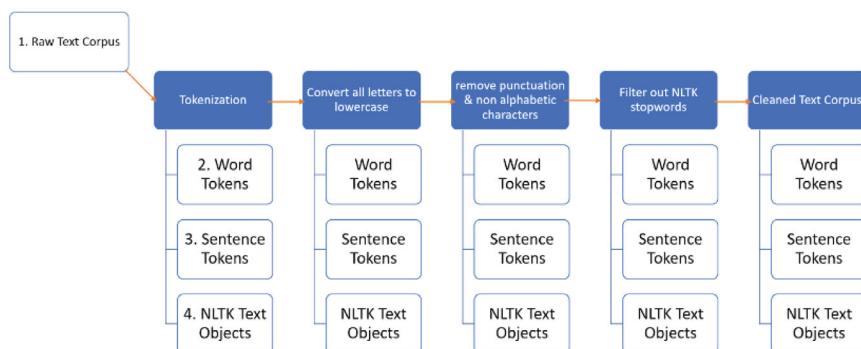 1. Raw Text Corpus
Tokenization
Convert all letters to
lowercase
remove punctuation
& non alphabetic
characters
Filter out NLTK
stopwords
Cleaned Text Corpus
2. Word
Tokens
Word
Tokens
Word
Tokens
Word
Tokens
Word
Tokens
3. Sentence
Tokens
Sentence
Tokens
Sentence
Tokens
Sentence
Tokens
Sentence
Tokens
4. NLTK Text
Objects
NLTK Text
Objects
NLTK Text
Objects
NLTK Text
Objects
NLTK Text
Objects